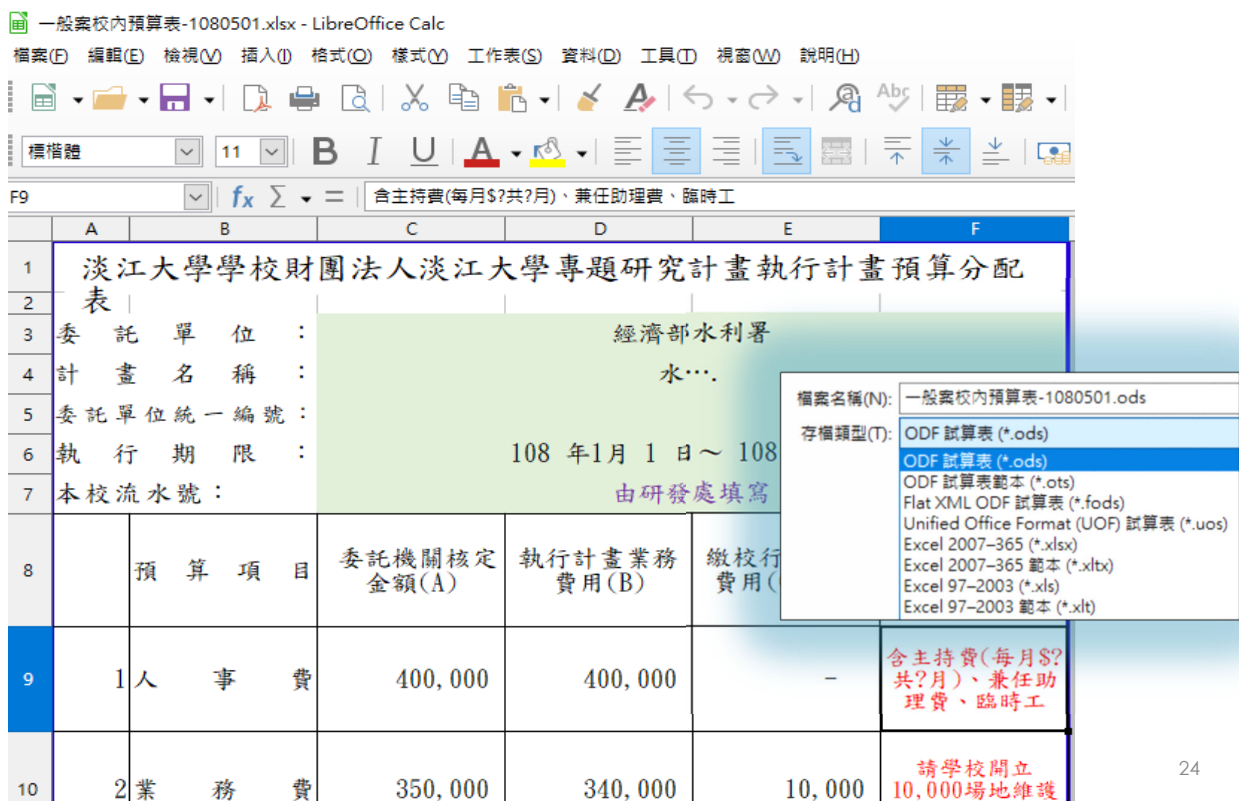 一般案校內預算表-1080501.xlsx - LibreOffice Calc
檔案(F) 編輯(E) 檢視(V) 插入(I) 格式(O) 樣式(Y) 工作表(S) 資料(D) 工具(T) 視窗(W) 說明(H)
Abc
標楷體 11 B I U A
F9 fx Σ = 含主持費(每月$?共?月)、兼任助理費、臨時工
A B C D E F
1 淡江大學學校財團法人淡江大學專題研究計畫執行計畫預算分配
2 表
3 委託單位： 經濟部水利署
4 計畫名稱： 水….
檔案名稱(N): 一般案校內預算表-1080501.ods
存檔類型(T): ODF 試算表 (*.ods)
ODF 試算表 (*.ods)
ODF 試算表範本 (*.ots)
Flat XML ODF 試算表 (*.fods)
Unified Office Format (UOF) 試算表 (*.uos)
Excel 2007–365 (*.xlsx)
Excel 2007–365 範本 (*.xltx)
Excel 97–2003 (*.xls)
Excel 97–2003 範本 (*.xlt)
5 委託單位統一編號：
6 執行期限： 108 年1月 1 日～ 108
7 本校流水號： 由研發處填寫
8 預算項目 委託機關核定 執行計畫業務 繳校行
金額(A) 費用(B) 費用(
9 1 人事費 400,000 400,000 – 含主持費(每月$?
共?月)、兼任助
理費、臨時工
10 2 業務費 350,000 340,000 10,000 請學校開立
10,000場地維護
24